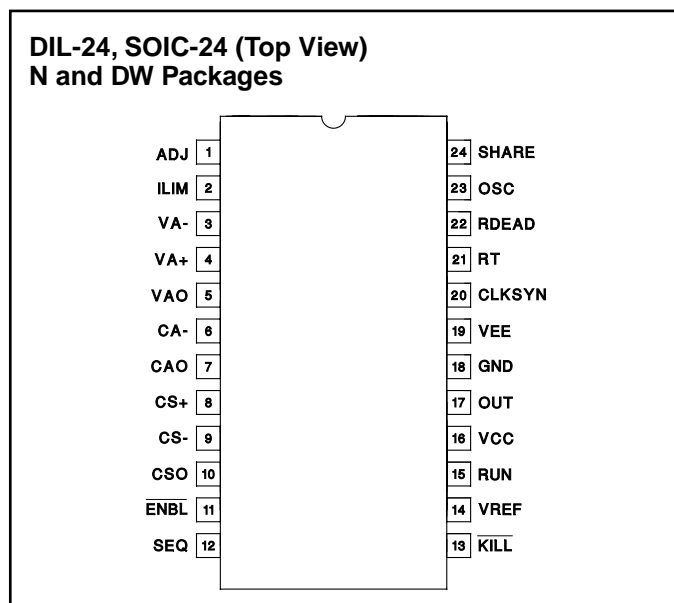 DIL-24, SOIC-24 (Top View)
N and DW Packages
ADJ 1
ILIM 2
VA- 3
VA+ 4
VAO 5
CA- 6
CAO 7
CS+ 8
CS- 9
CSO 10
ENBL 11
SEQ 12
24 SHARE
23 OSC
22 RDEAD
21 RT
20 CLKSYN
19 VEE
18 GND
17 OUT
16 VCC
15 RUN
14 VREF
13 KILL